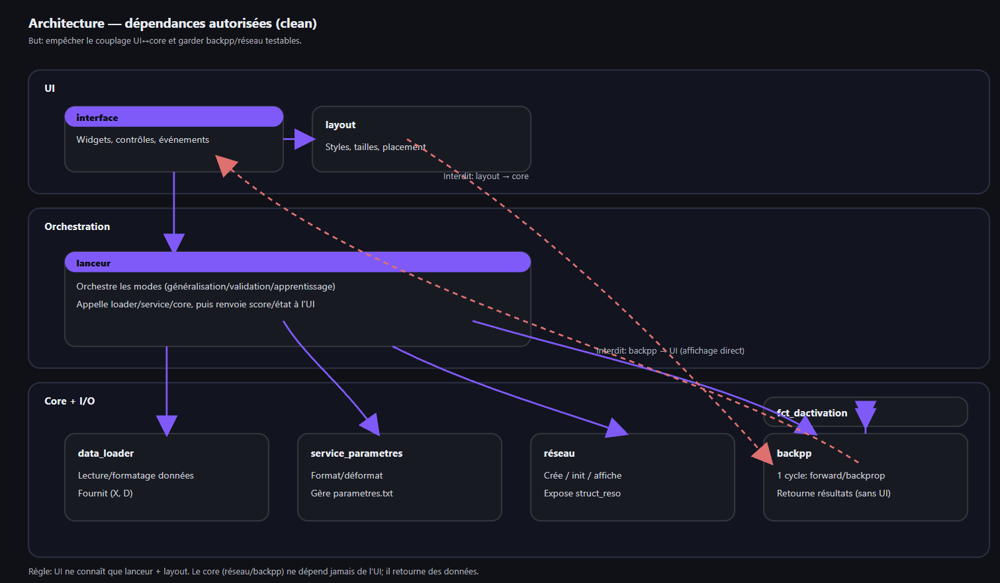 Architecture — dépendances autorisées (clean)
But: empêcher le couplage UI↔core et garder backpp/réseau testables.
UI
interface
Widgets, contrôles, événements
layout
Styles, tailles, placement
Interdit: layout → core
Orchestration
lanceur
Orchestre les modes (généralisation/validation/apprentissage)
Appelle loader/service/core, puis renvoie score/état à l'UI
Interdit: backpp → UI (affichage direct)
Core + I/O
fct_dactivation
data_loader
Lecture/formatage données
Fournit (X, D)
service_parametres
Format/déformat
Gère parametres.txt
réseau
Crée / init / affiche
Expose struct_reso
backpp
1 cycle: forward/backprop
Retourne résultats (sans UI)
Règle: UI ne connaît que lanceur + layout. Le core (réseau/backpp) ne dépend jamais de l'UI; il retourne des données.